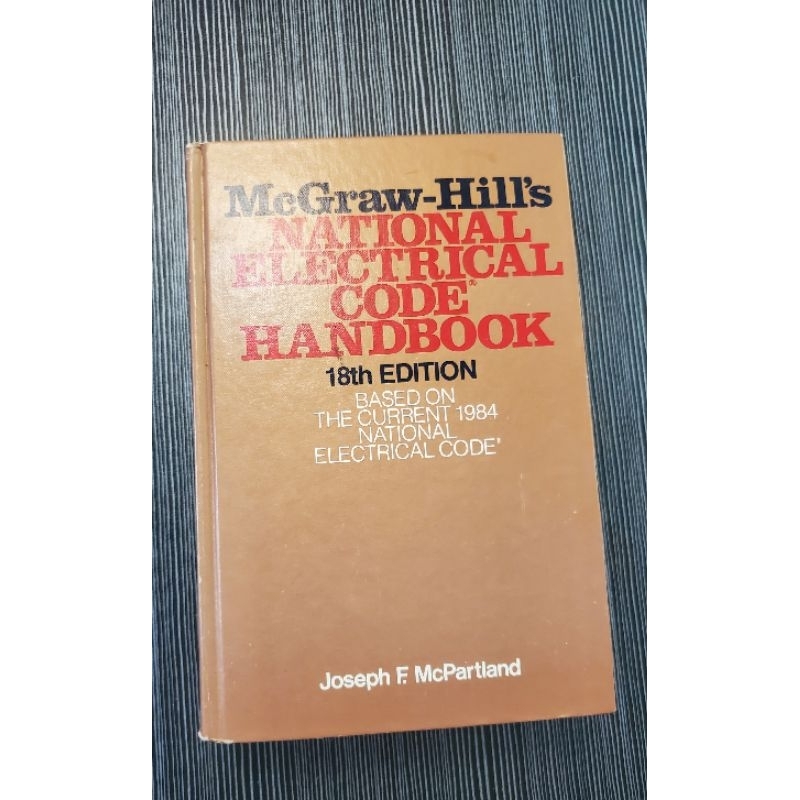 McGraw-Hill's
NATIONAL
ELECTRICAL
CODE®
HANDBOOK
18th EDITION
BASED ON
THE CURRENT 1984
NATIONAL
ELECTRICAL CODE®
Joseph F. McPartland